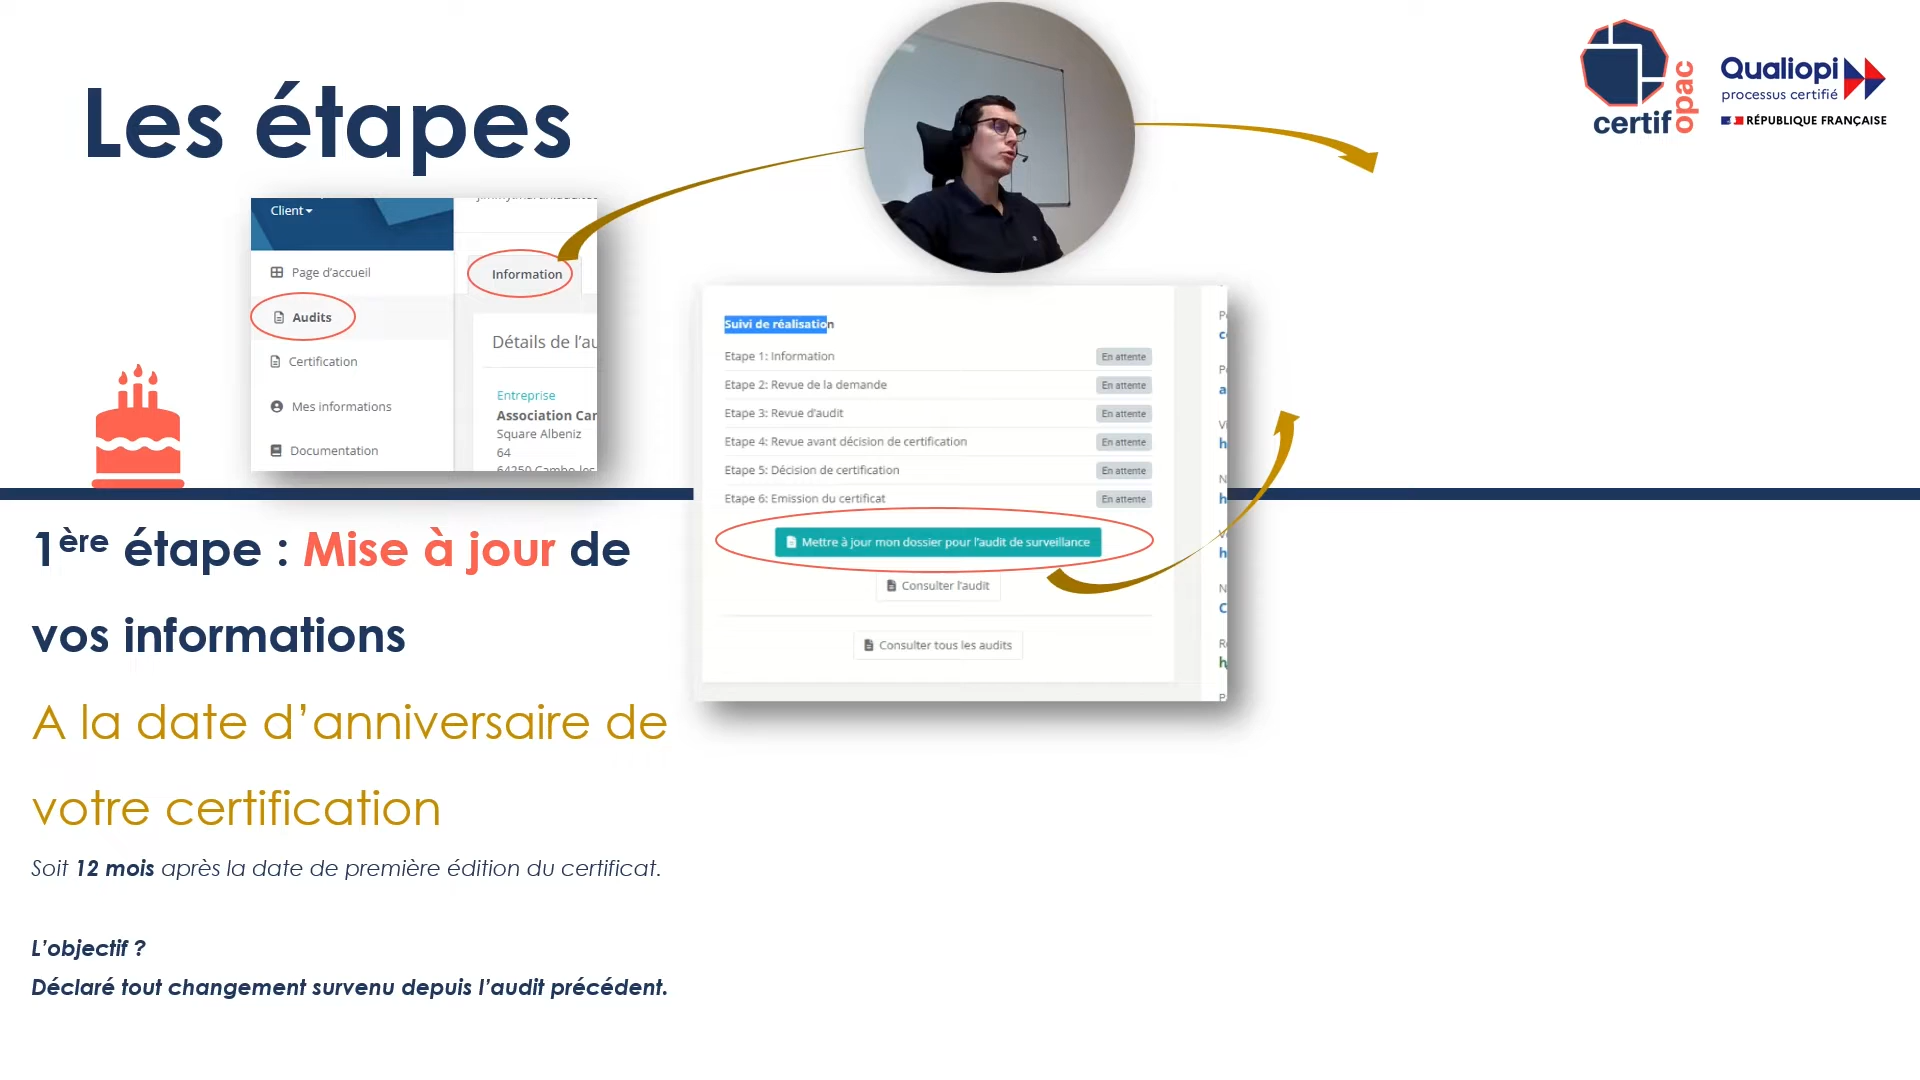 Les étapes
certif
opac
Qualiopi
processus certifié
RÉPUBLIQUE FRANÇAISE
Client
Page d'accueil
Audits
Certification
Mes informations
Documentation
Information
Détails de l'au
Entreprise
Association Car
Square Albeniz
64
64250 Cambo-les
Suivi de réalisation
Etape 1: Information En attente
Etape 2: Revue de la demande En attente
Etape 3: Revue d'audit En attente
Etape 4: Revue avant décision de certification En attente
Etape 5: Décision de certification En attente
Etape 6: Emission du certificat En attente
Mettre à jour mon dossier pour l'audit de surveillance
Consulter l'audit
Consulter tous les audits
1ère étape : Mise à jour de
vos informations
A la date d'anniversaire de
votre certification
Soit 12 mois après la date de première édition du certificat.
L'objectif ?
Déclaré tout changement survenu depuis l'audit précédent.